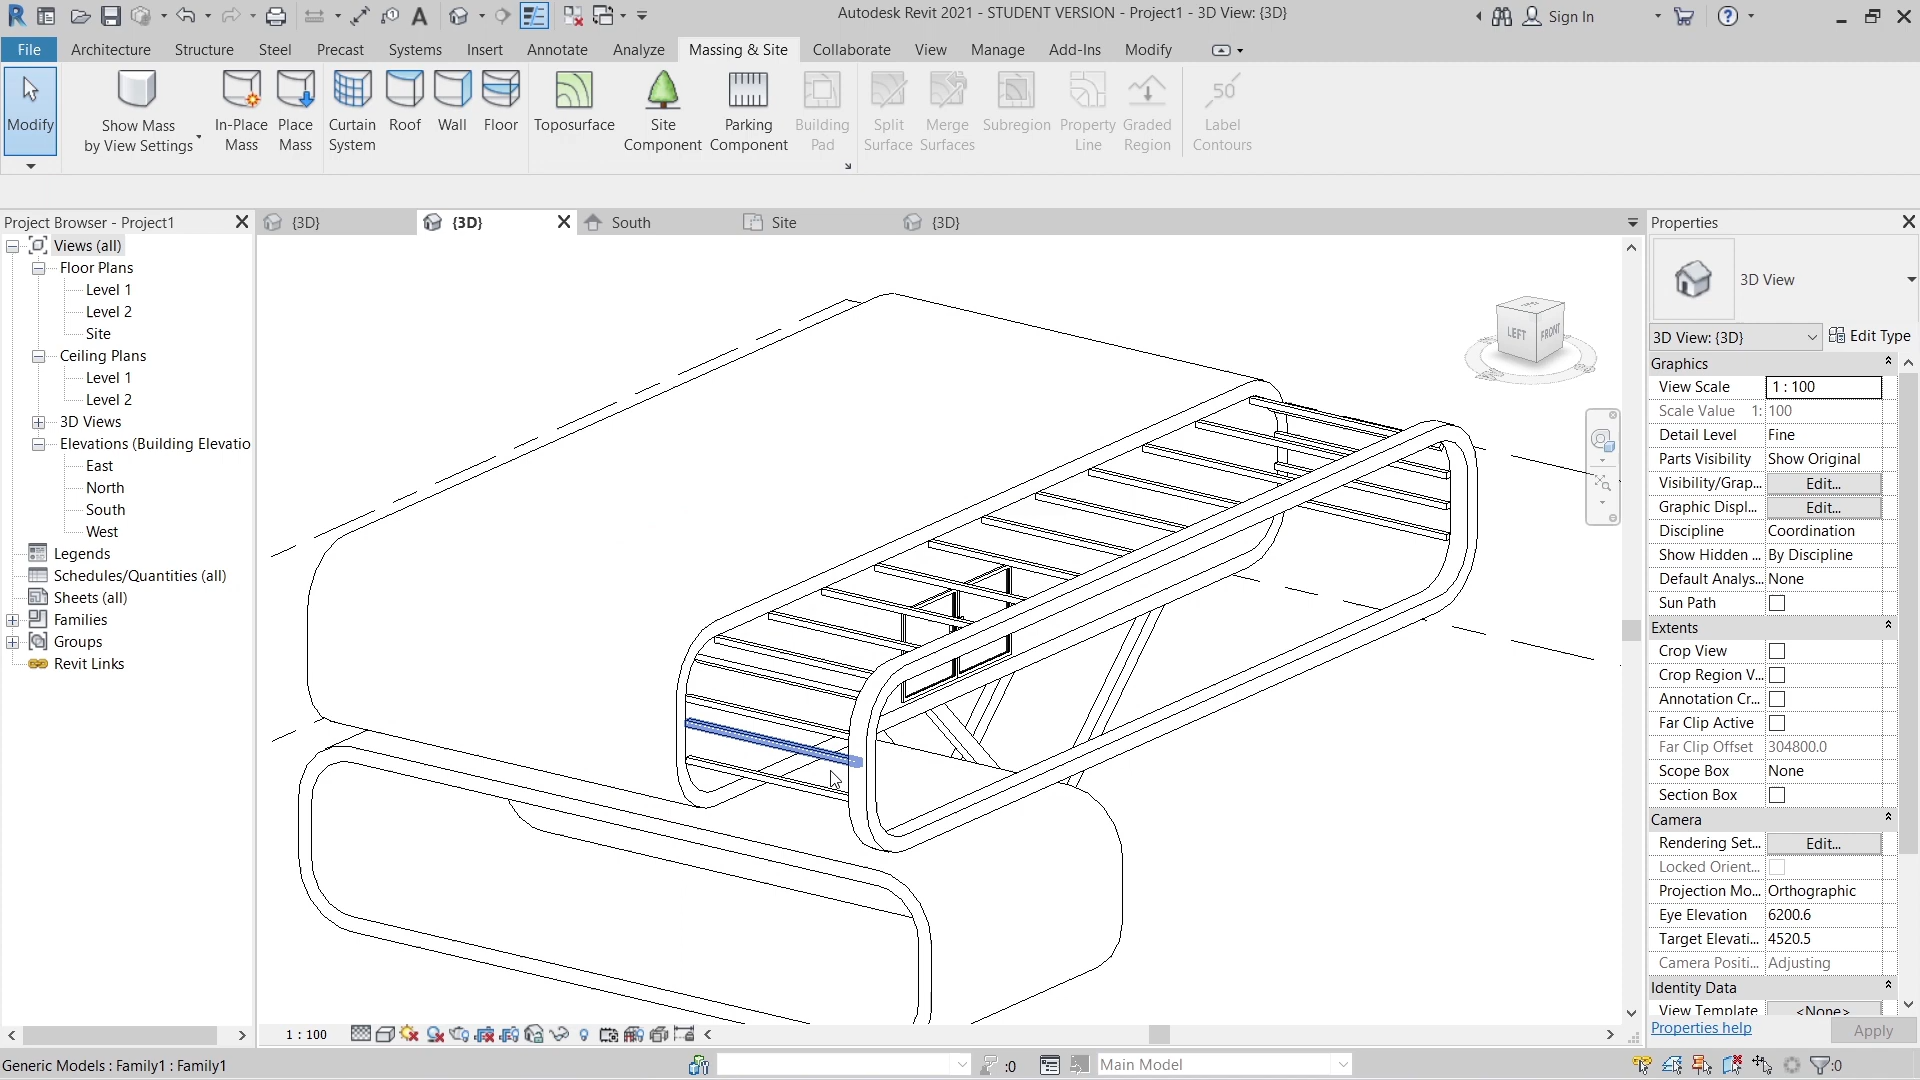 Autodesk Revit 2021 - STUDENT VERSION - Project1 - 3D View: {3D}
Sign In
File Architecture Structure Steel Precast Systems Insert Annotate Analyze Massing & Site Collaborate View Manage Add-Ins Modify
Modify
Show Mass
by View Settings
In-Place
Mass
Place
Mass
Curtain
System
Roof
Wall
Floor
Toposurface
Site
Component
Parking
Component
Building
Pad
Split
Surface
Merge
Surfaces
Subregion
Property
Line
Graded
Region
50
Label
Contours
Project Browser - Project1
{3D}
{3D}
South
Site
{3D}
Properties
Views (all)
Floor Plans
Level 1
Level 2
Site
Ceiling Plans
Level 1
Level 2
3D Views
Elevations (Building Elevatio
East
North
South
West
Legends
Schedules/Quantities (all)
Sheets (all)
Families
Groups
Revit Links
LEFT
FRONT
3D View
3D View: {3D}
Edit Type
Graphics
View Scale 1 : 100
Scale Value 1: 100
Detail Level Fine
Parts Visibility Show Original
Visibility/Grap... Edit...
Graphic Displ... Edit...
Discipline Coordination
Show Hidden ... By Discipline
Default Analys... None
Sun Path
Extents
Crop View
Crop Region V...
Annotation Cr...
Far Clip Active
Far Clip Offset 304800.0
Scope Box None
Section Box
Camera
Rendering Set... Edit...
Locked Orient...
Projection Mo... Orthographic
Eye Elevation 6200.6
Target Elevati... 4520.5
Camera Positi... Adjusting
Identity Data
View Template <None>
Properties help
Apply
1 : 100
Generic Models : Family1 : Family1
:0
Main Model
:0